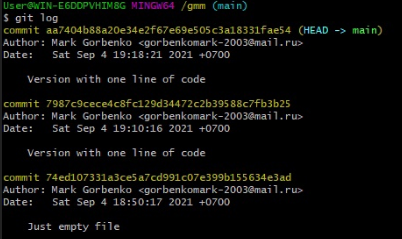 User@WIN-E6DDPVHIM8G MINGW64 /gmm (main)
$ git log
commit aa7404b88a20e34e2f67e69e505c3a18331fae54 (HEAD -> main)
Author: Mark Gorbenko <gorbenkomark-2003@mail.ru>
Date:   Sat Sep 4 19:18:21 2021 +0700
Version with one line of code
commit 7987c9cece4c8fc129d34472c2b39588c7fb3b25
Author: Mark Gorbenko <gorbenkomark-2003@mail.ru>
Date:   Sat Sep 4 19:10:16 2021 +0700
Version with one line of code
commit 74ed107331a3ce5a7cd991c07e399b155634e3ad
Author: Mark Gorbenko <gorbenkomark-2003@mail.ru>
Date:   Sat Sep 4 18:50:17 2021 +0700
Just empty file